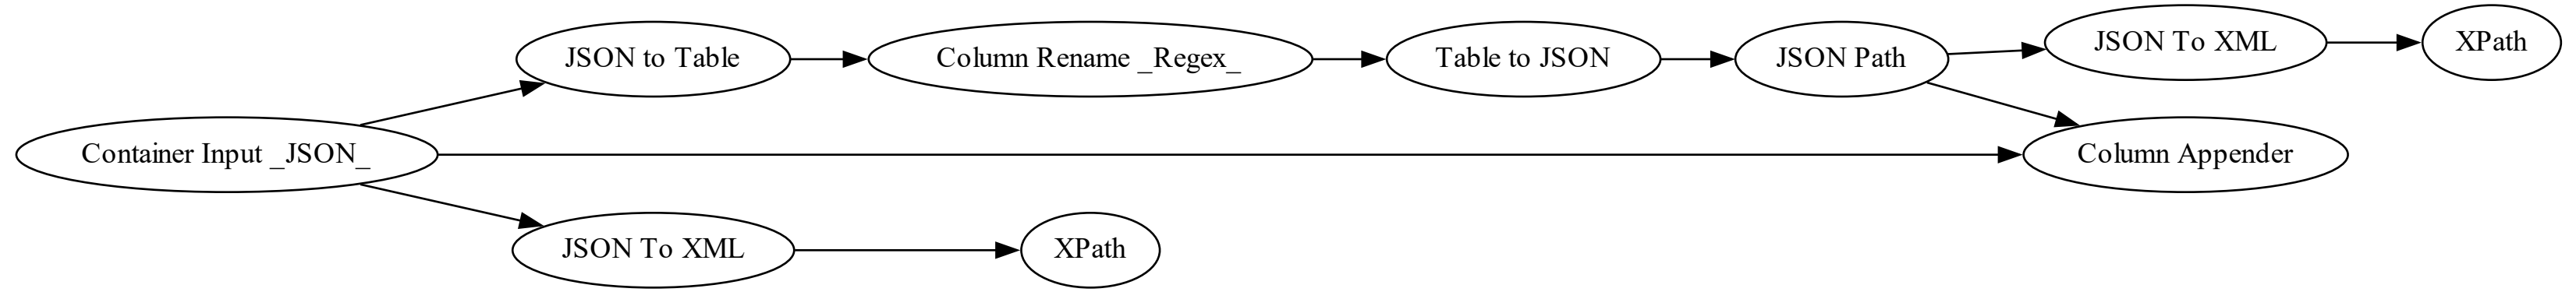 JSON to Table
Column Rename _Regex_
Table to JSON
JSON Path
JSON To XML
XPath
Container Input _JSON_
Column Appender
JSON To XML
XPath